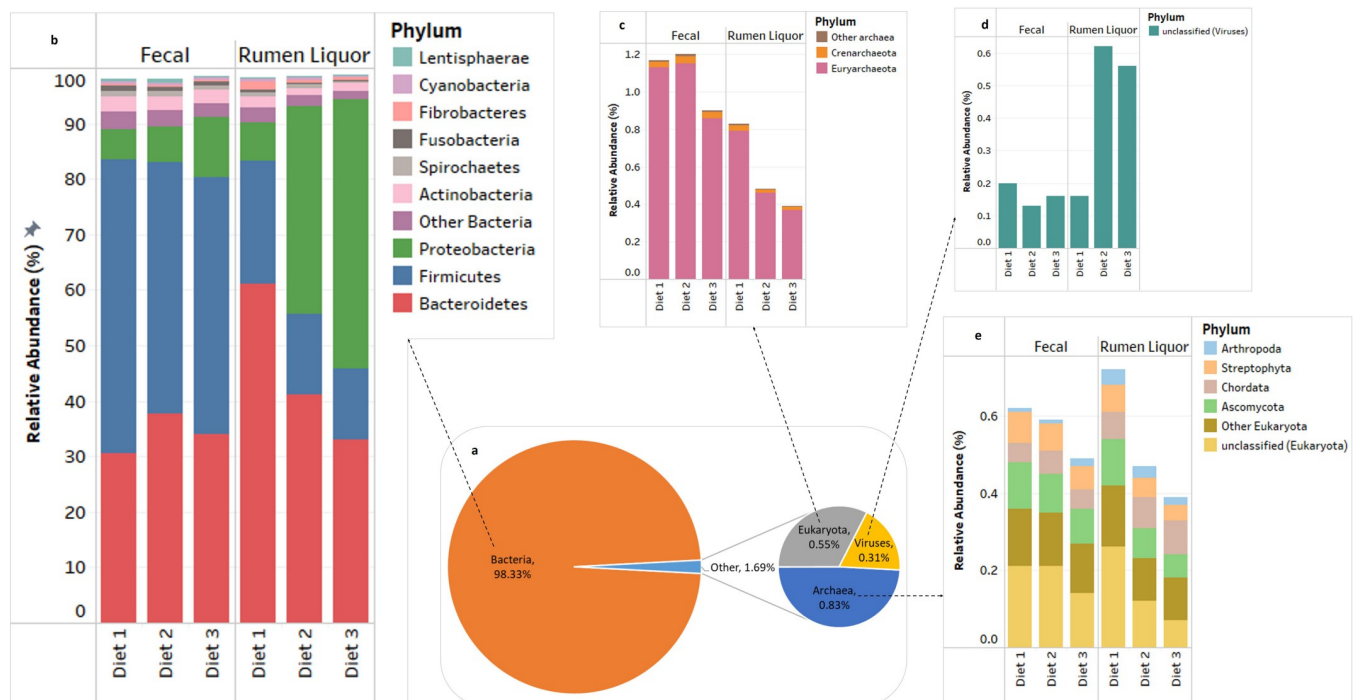 b
Fecal
Rumen Liquor
Relative Abundance (%)
100
90
80
70
60
50
40
30
20
10
0
Diet 1
Diet 2
Diet 3
Diet 1
Diet 2
Diet 3
Phylum
Lentisphaerae
Cyanobacteria
Fibrobacteres
Fusobacteria
Spirochaetes
Actinobacteria
Other Bacteria
Proteobacteria
Firmicutes
Bacteroidetes
c
Fecal
Rumen Liquor
Relative Abundance (%)
1.2
1.0
0.8
0.6
0.4
0.2
0.0
Diet 1
Diet 2
Diet 3
Diet 1
Diet 2
Diet 3
Phylum
Other archaea
Crenarchaeota
Euryarchaeota
d
Fecal
Rumen Liquor
Relative Abundance (%)
0.6
0.5
0.4
0.3
0.2
0.1
0.0
Diet 1
Diet 2
Diet 3
Diet 1
Diet 2
Diet 3
Phylum
unclassified (Viruses)
a
Bacteria,
98.33%
Other, 1.69%
Eukaryota,
0.55%
Viruses,
0.31%
Archaea,
0.83%
e
Fecal
Rumen Liquor
Relative Abundance (%)
0.6
0.4
0.2
0.0
Diet 1
Diet 2
Diet 3
Diet 1
Diet 2
Diet 3
Phylum
Arthropoda
Streptophyta
Chordata
Ascomycota
Other Eukaryota
unclassified (Eukaryota)